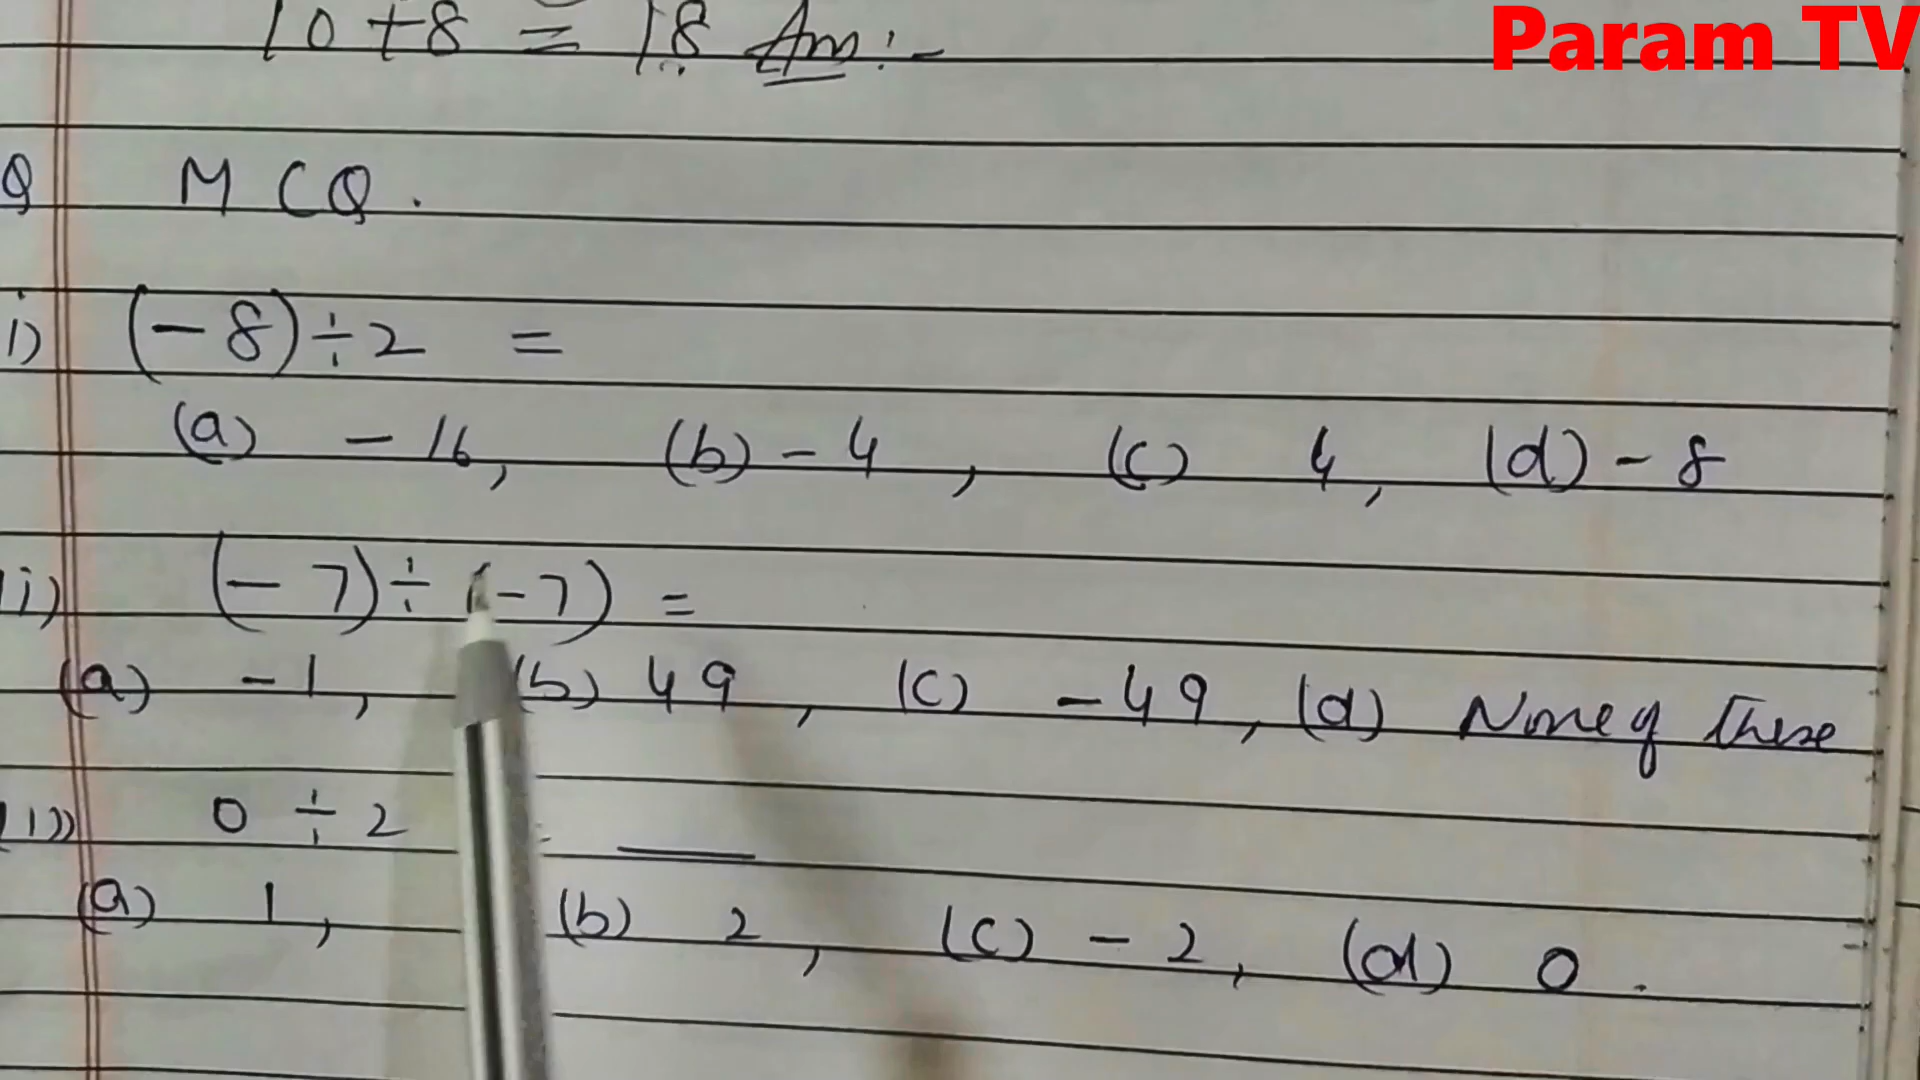 Param TV
10 + 8 = 18 Ans:-
Q MCQ.
i) (-8) ÷ 2 =
(a) - 16, (b) - 4, (c) 4, (d) - 8
ii) (- 7) ÷ (-7) =
(a) - 1, (b) 49, (c) - 49, (d) None of these
iii) 0 ÷ 2 = ____
(a) 1, (b) 2, (c) - 2, (d) 0.